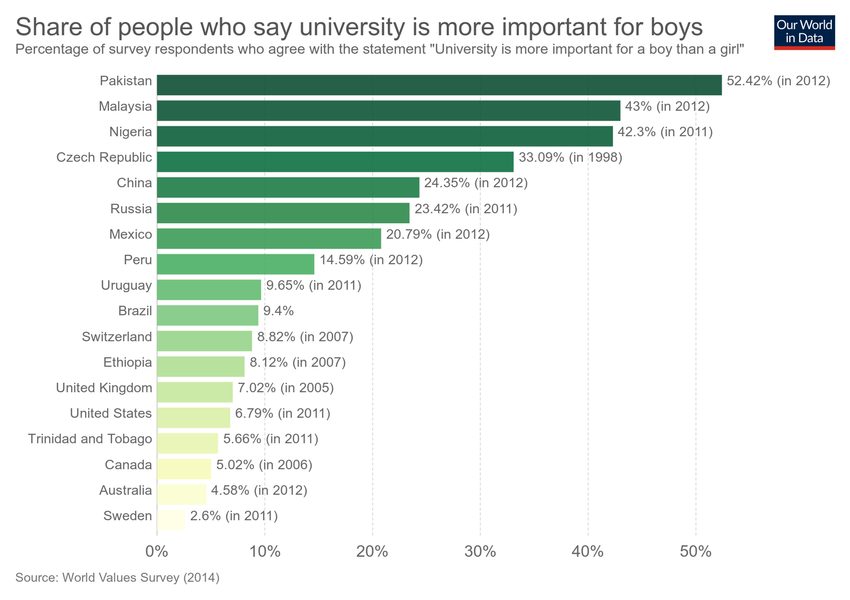 Share of people who say university is more important for boys
Our World
in Data
Percentage of survey respondents who agree with the statement "University is more important for a boy than a girl"
Pakistan 52.42% (in 2012)
Malaysia 43% (in 2012)
Nigeria 42.3% (in 2011)
Czech Republic 33.09% (in 1998)
China 24.35% (in 2012)
Russia 23.42% (in 2011)
Mexico 20.79% (in 2012)
Peru 14.59% (in 2012)
Uruguay 9.65% (in 2011)
Brazil 9.4%
Switzerland 8.82% (in 2007)
Ethiopia 8.12% (in 2007)
United Kingdom 7.02% (in 2005)
United States 6.79% (in 2011)
Trinidad and Tobago 5.66% (in 2011)
Canada 5.02% (in 2006)
Australia 4.58% (in 2012)
Sweden 2.6% (in 2011)
0% 10% 20% 30% 40% 50%
Source: World Values Survey (2014)